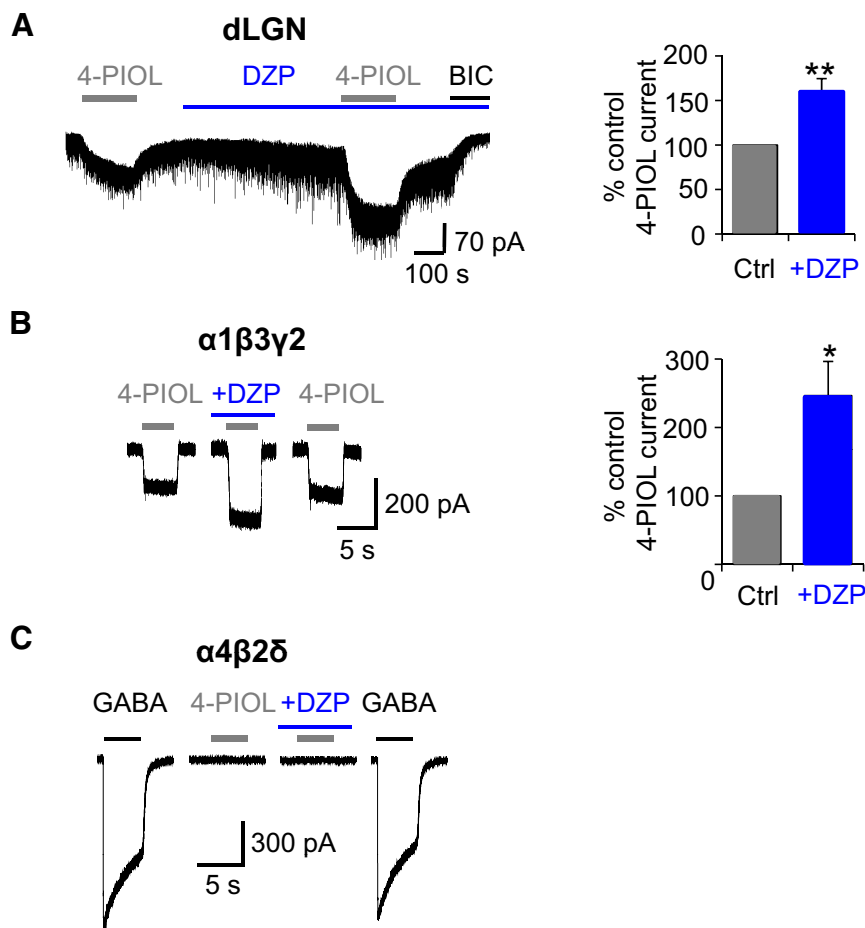 A
dLGN
4-PIOL DZP 4-PIOL BIC
70 pA
100 s
% control
4-PIOL current
200
150
100
50
0
Ctrl +DZP
**
B
α1β3γ2
4-PIOL +DZP 4-PIOL
200 pA
5 s
% control
4-PIOL current
300
200
100
0
Ctrl +DZP
*
C
α4β2δ
GABA 4-PIOL +DZP GABA
300 pA
5 s